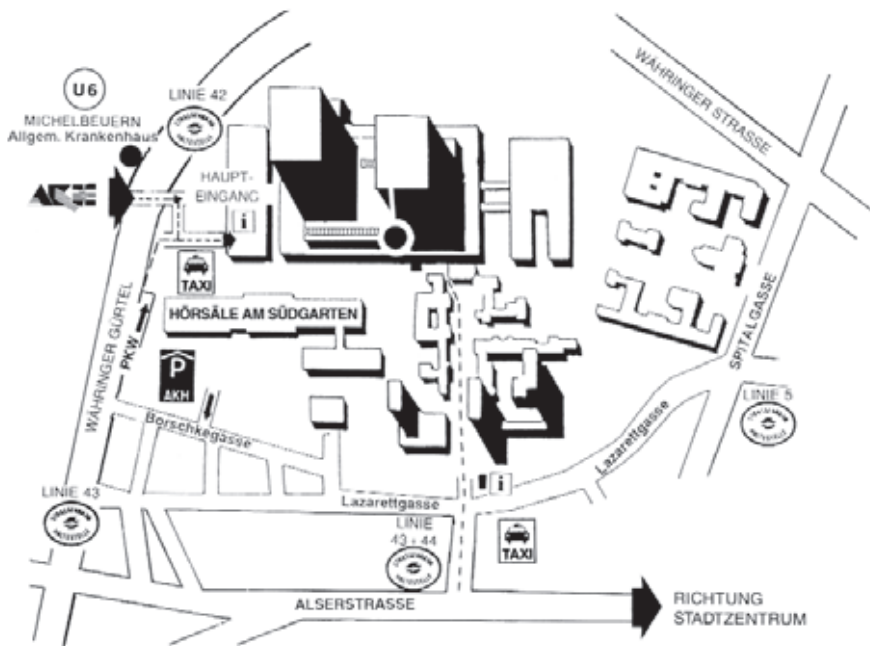 U6
MICHELBEUERN
Allgem. Krankenhaus
LINIE 42
HAUPT-
EINGANG
i
TAXI
HÖRSÄLE AM SÜDGARTEN
WÄHRINGER GÜRTEL
PKW
P
AKH
Borschkegasse
WÄHRINGER STRASSE
SPITALGASSE
LINIE 5
Lazarettgasse
Lazarettgasse
i
LINIE 43
LINIE
43 + 44
TAXI
ALSERSTRASSE
RICHTUNG
STADTZENTRUM